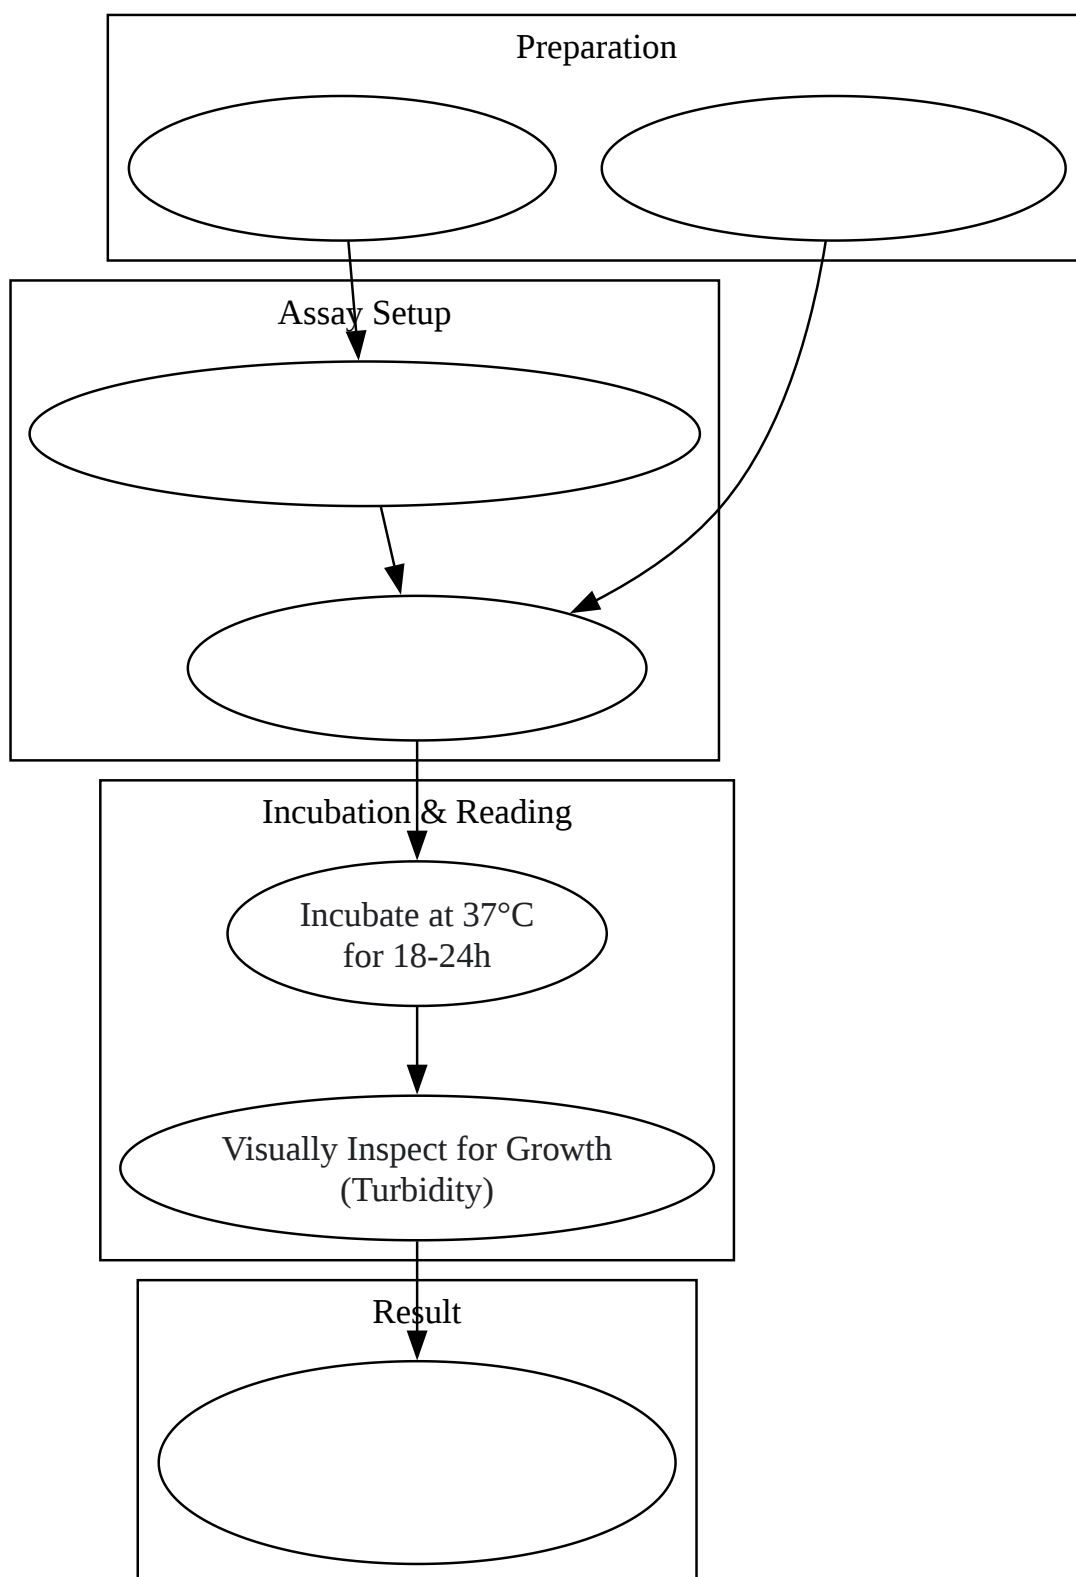 Preparation
Assay Setup
Incubation & Reading
Incubate at 37°C
for 18-24h
Visually Inspect for Growth
(Turbidity)
Result